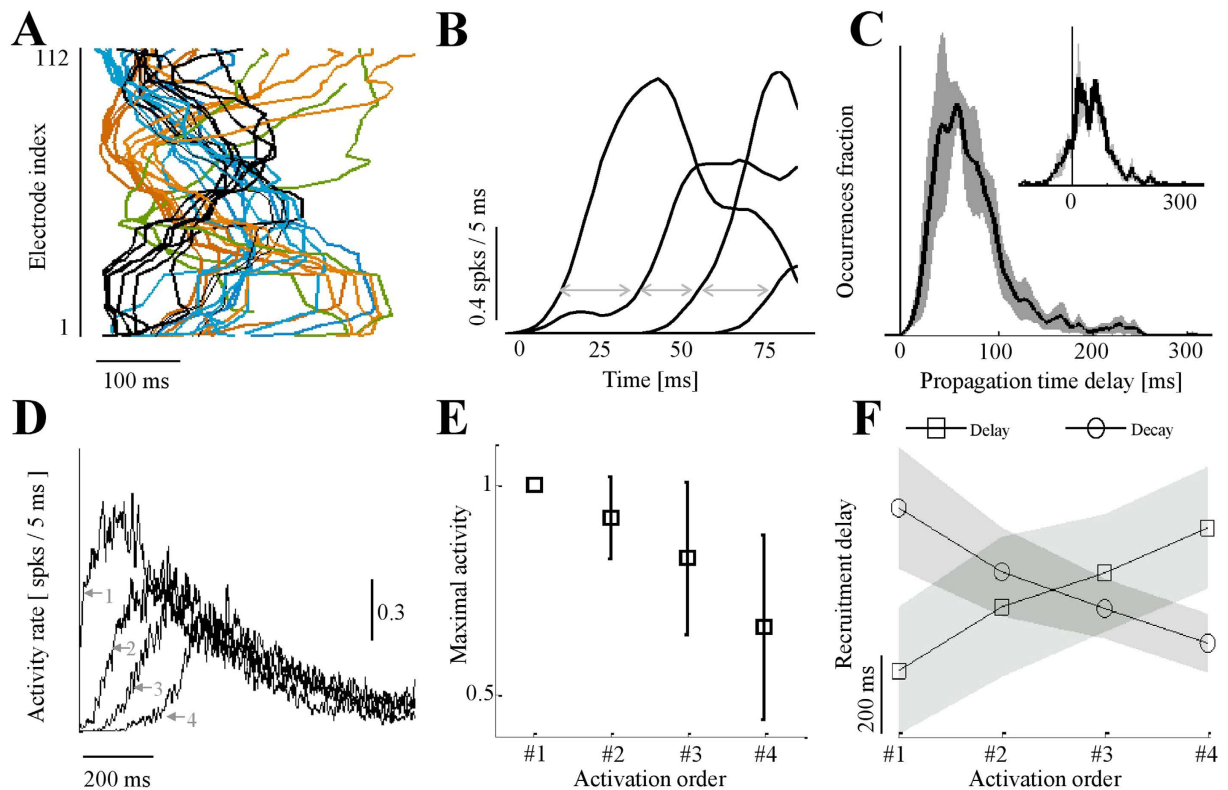 A
112
Electrode index
1
100 ms
B
0.4 spks / 5 ms
0
25
50
75
Time [ms]
C
Occurrences fraction
0
300
0
100
200
300
Propagation time delay [ms]
D
Activity rate [ spks / 5 ms ]
1
2
3
4
0.3
200 ms
E
Maximal activity
1
0.5
#1
#2
#3
#4
Activation order
F
Delay
Decay
Recruitment delay
200 ms
#1
#2
#3
#4
Activation order